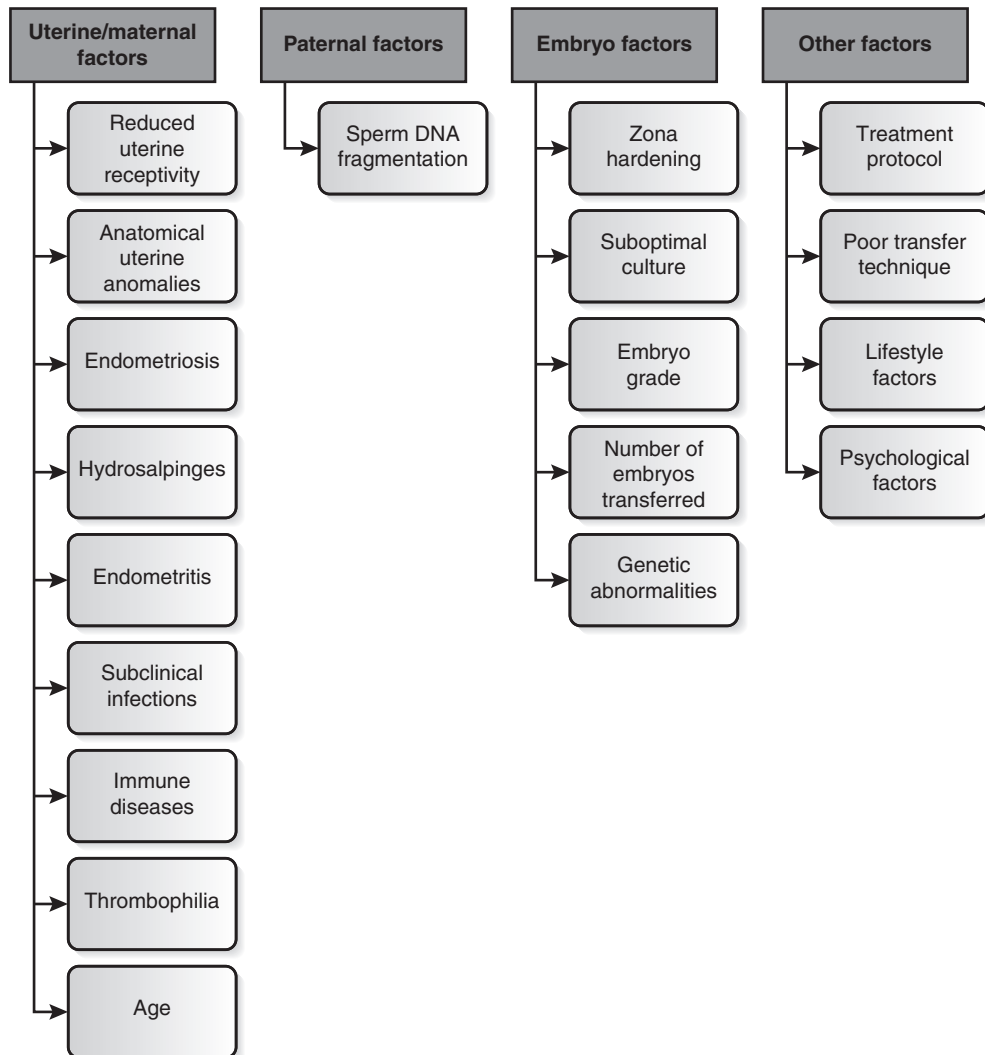 Uterine/maternal
factors
Reduced
uterine
receptivity
Anatomical
uterine
anomalies
Endometriosis
Hydrosalpinges
Endometritis
Subclinical
infections
Immune
diseases
Thrombophilia
Age
Paternal factors
Sperm DNA
fragmentation
Embryo factors
Zona
hardening
Suboptimal
culture
Embryo
grade
Number of
embryos
transferred
Genetic
abnormalities
Other factors
Treatment
protocol
Poor transfer
technique
Lifestyle
factors
Psychological
factors